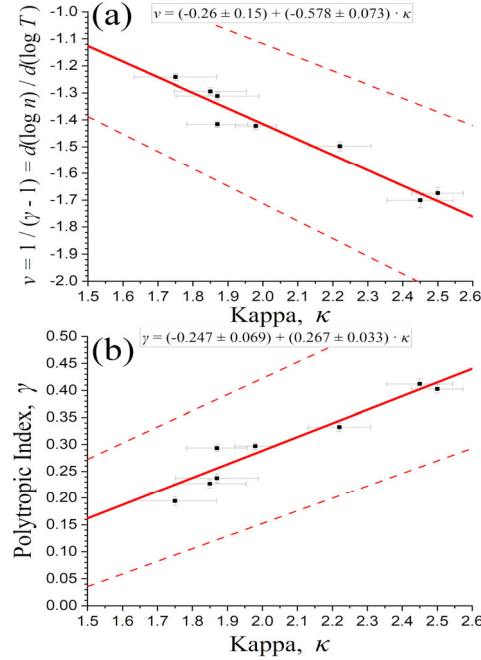 (a)
ν = (-0.26 ± 0.15) + (-0.578 ± 0.073) · κ
ν = 1 / (γ - 1) = d(log n) / d(log T)
-1.0
-1.1
-1.2
-1.3
-1.4
-1.5
-1.6
-1.7
-1.8
-1.9
-2.0
1.5 1.6 1.7 1.8 1.9 2.0 2.1 2.2 2.3 2.4 2.5 2.6
Kappa, κ
(b)
γ = (-0.247 ± 0.069) + (0.267 ± 0.033) · κ
Polytropic Index, γ
0.50
0.45
0.40
0.35
0.30
0.25
0.20
0.15
0.10
0.05
0.00
1.5 1.6 1.7 1.8 1.9 2.0 2.1 2.2 2.3 2.4 2.5 2.6
Kappa, κ